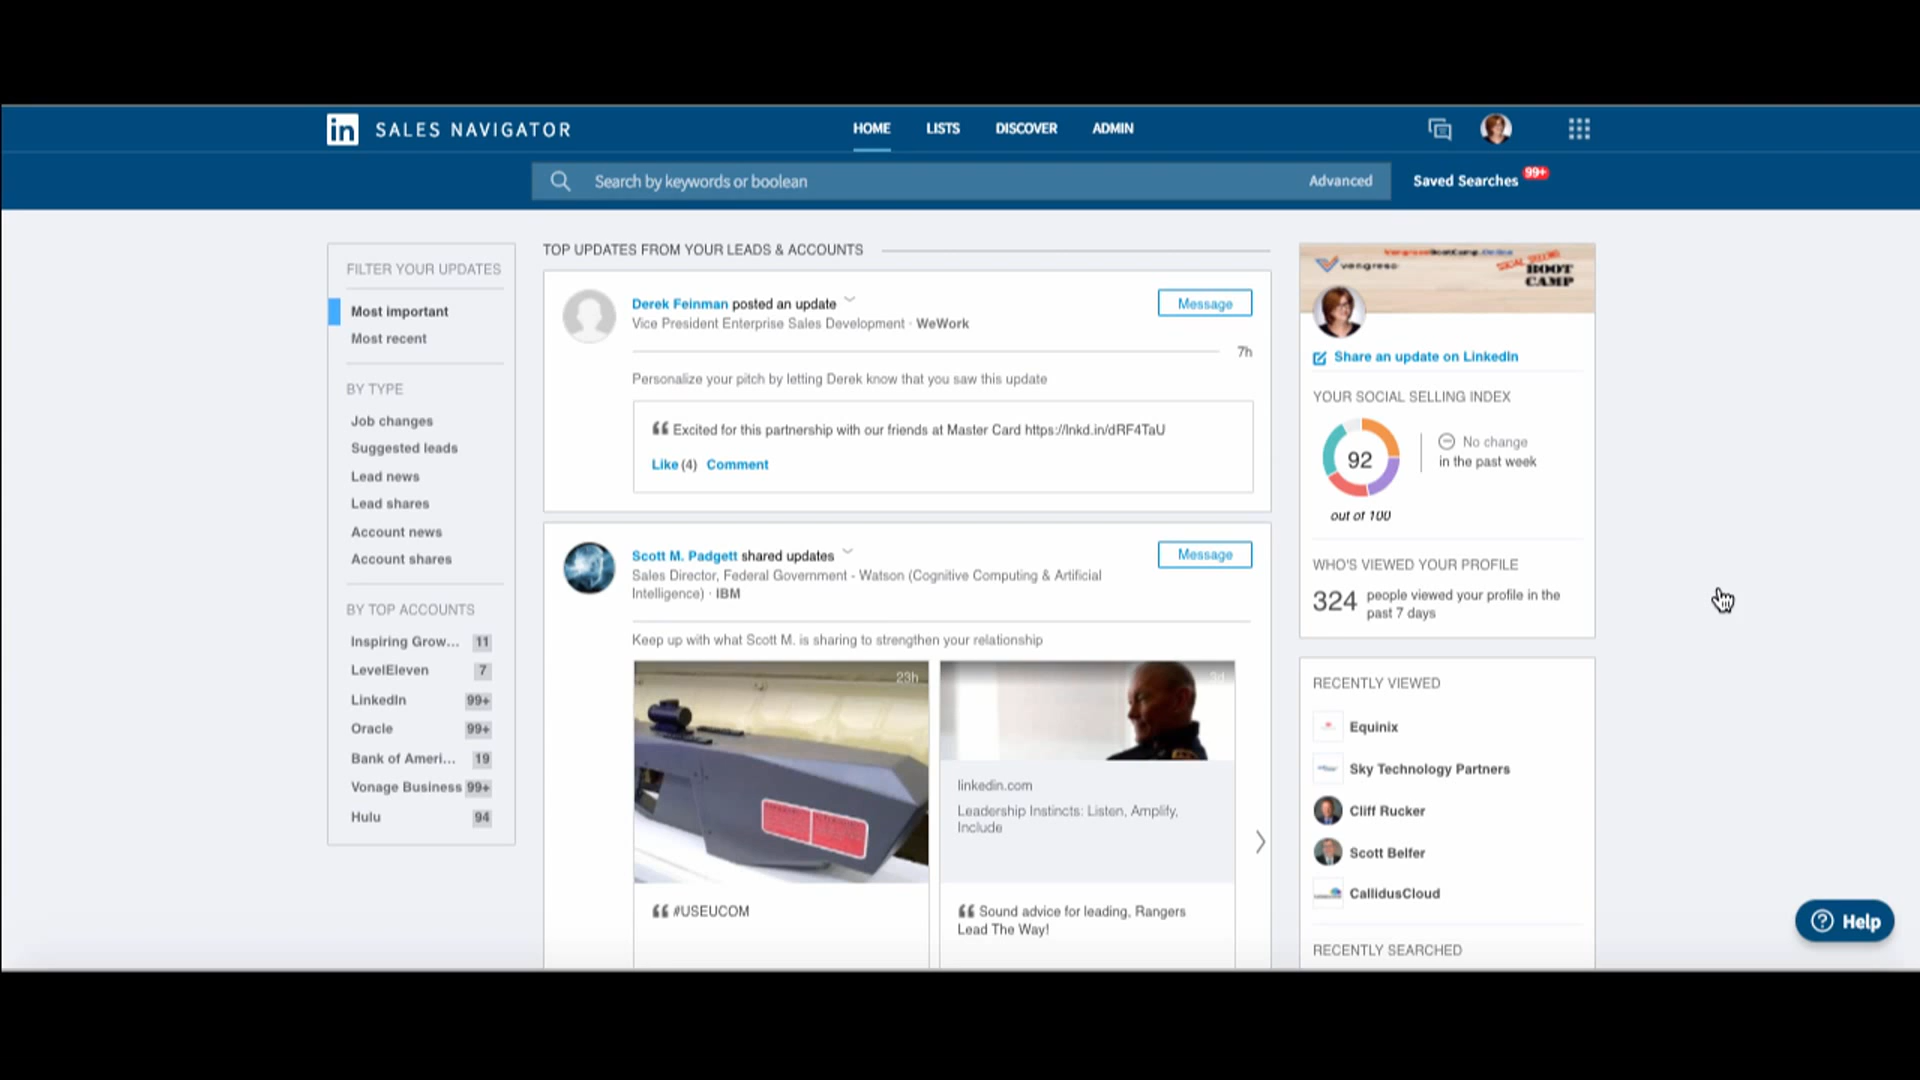 in SALES NAVIGATOR
HOME LISTS DISCOVER ADMIN
Search by keywords or boolean Advanced Saved Searches 99+
FILTER YOUR UPDATES
Most important
Most recent
BY TYPE
Job changes
Suggested leads
Lead news
Lead shares
Account news
Account shares
BY TOP ACCOUNTS
Inspiring Grow... 11
LevelEleven 7
LinkedIn 99+
Oracle 99+
Bank of Ameri... 19
Vonage Business 99+
Hulu 94
TOP UPDATES FROM YOUR LEADS & ACCOUNTS
Derek Feinman posted an update Message
Vice President Enterprise Sales Development · WeWork
7h
Personalize your pitch by letting Derek know that you saw this update
“ Excited for this partnership with our friends at Master Card https://lnkd.in/dRF4TaU
Like (4) Comment
Scott M. Padgett shared updates Message
Sales Director, Federal Government - Watson (Cognitive Computing & Artificial
Intelligence) · IBM
Keep up with what Scott M. is sharing to strengthen your relationship
23h
3d
linkedin.com
Leadership Instincts: Listen, Amplify,
Include
“ #USEUCOM
“ Sound advice for leading, Rangers
Lead The Way!
vengreso
SOCIAL SELLING
BOOT
CAMP
Share an update on LinkedIn
YOUR SOCIAL SELLING INDEX
92
out of 100
No change
in the past week
WHO'S VIEWED YOUR PROFILE
324 people viewed your profile in the
past 7 days
RECENTLY VIEWED
Equinix
Sky Technology Partners
Cliff Rucker
Scott Belfer
CallidusCloud
RECENTLY SEARCHED
Help